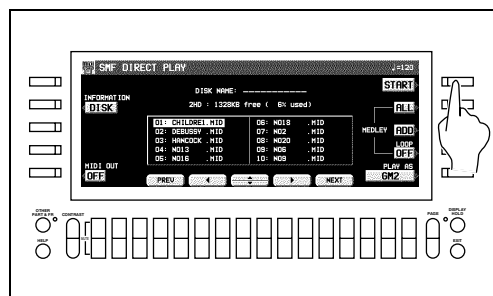 SMF DIRECT PLAY
♩=120
DISK NAME: ____________
START
INFORMATION
DISK
2HD : 1328KB free ( 6% used)
ALL
01: CHILDRE1.MID
02: DEBUSSY .MID
03: HANCOCK .MID
04: NO13 .MID
05: NO16 .MID
06: NO18 .MID
07: NO2 .MID
08: NO20 .MID
09: NO6 .MID
10: NO9 .MID
MEDLEY
ADD
LOOP
OFF
MIDI OUT
OFF
PLAY AS
GM2
PREV
NEXT
OTHER
PART & FR
CONTRAST
PAGE
DISPLAY
HOLD
HELP
EXIT